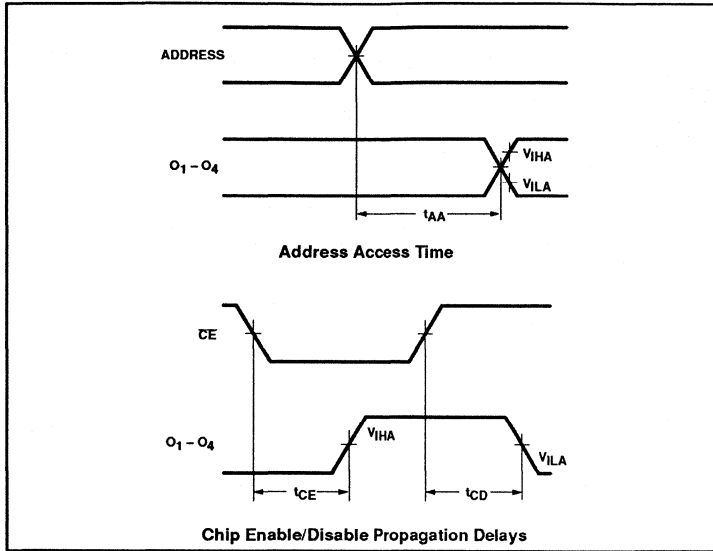 ADDRESS
O1 – O4
VIHA
VILA
tAA
Address Access Time
CE
O1 – O4
VIHA
VILA
tCE
tCD
Chip Enable/Disable Propagation Delays